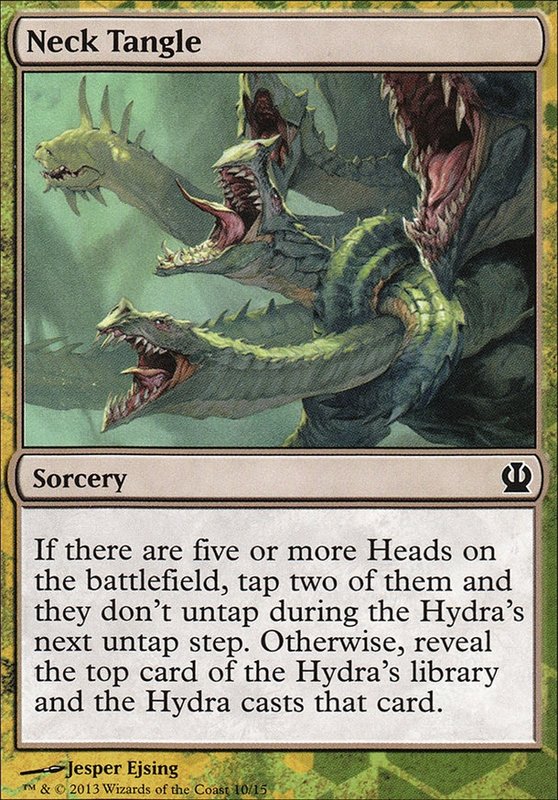 Neck Tangle
Sorcery
If there are five or more Heads on
the battlefield, tap two of them and
they don't untap during the Hydra's
next untap step. Otherwise, reveal
the top card of the Hydra's library
and the Hydra casts that card.
Jesper Ejsing
™ & © 2013 Wizards of the Coast 10/15